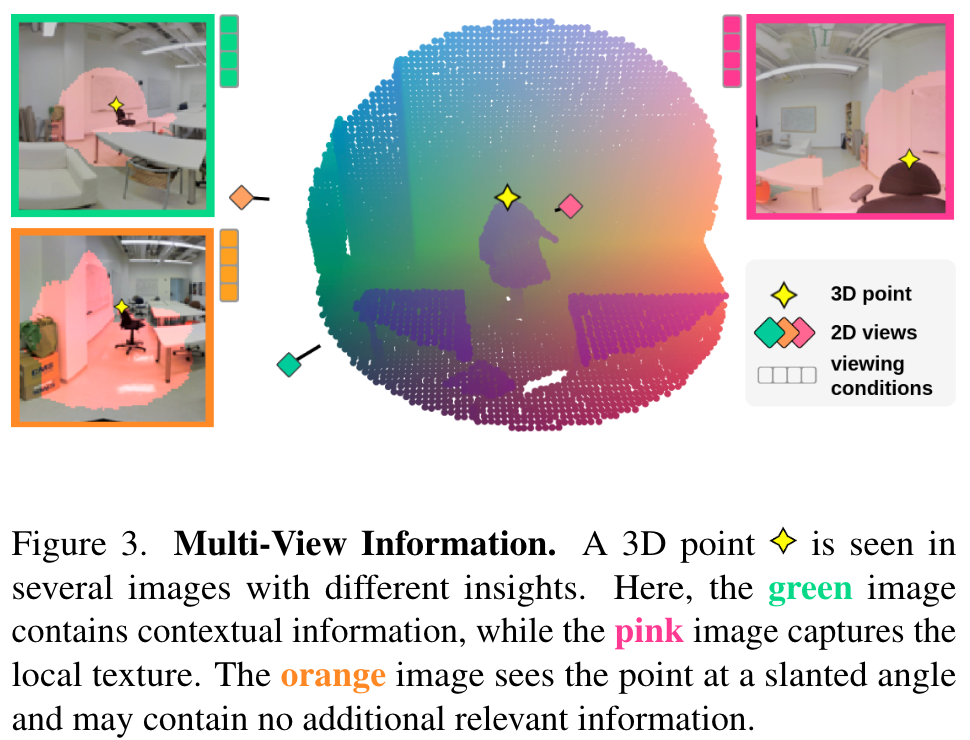 3D point
2D views
viewing
conditions
Figure 3. Multi-View Information. A 3D point is seen in
several images with different insights. Here, the green image
contains contextual information, while the pink image captures the
local texture. The orange image sees the point at a slanted angle
and may contain no additional relevant information.